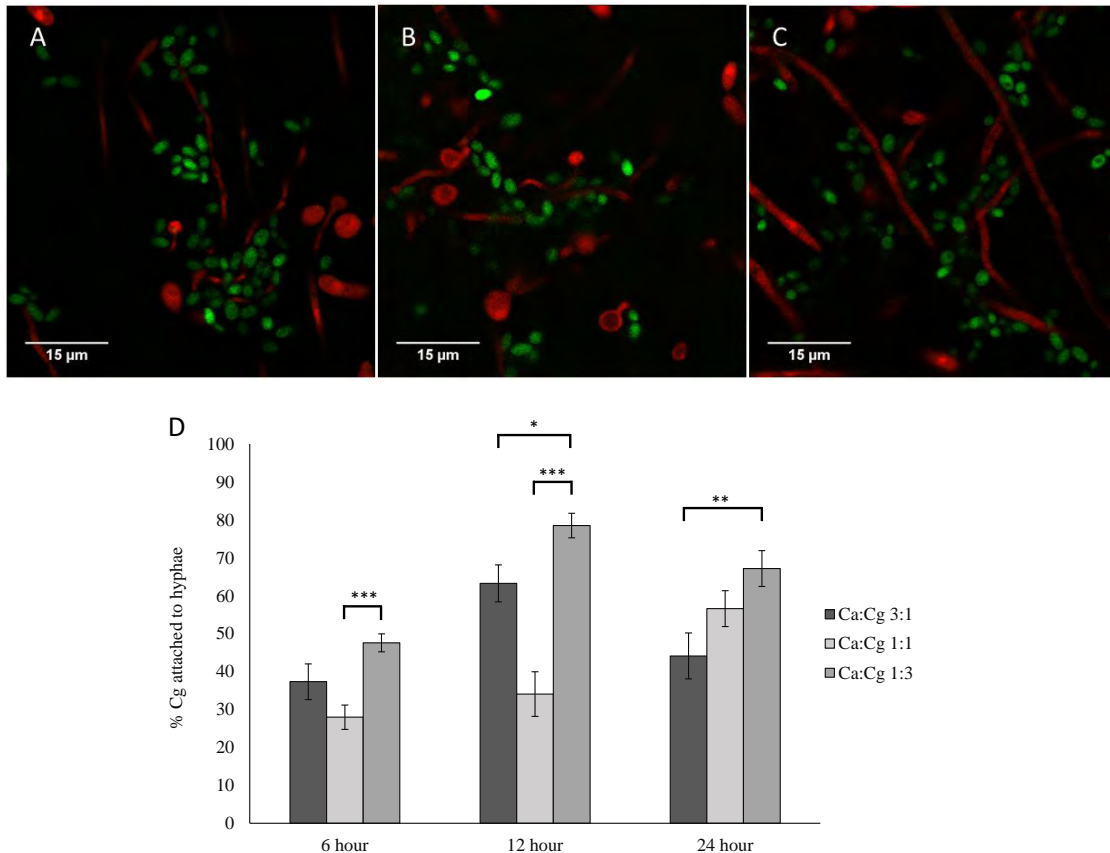 A
B
C
15 µm
15 µm
15 µm
D
% Cg attached to hyphae
100
90
80
70
60
50
40
30
20
10
0
***
*
***
**
6 hour
12 hour
24 hour
Ca:Cg 3:1
Ca:Cg 1:1
Ca:Cg 1:3